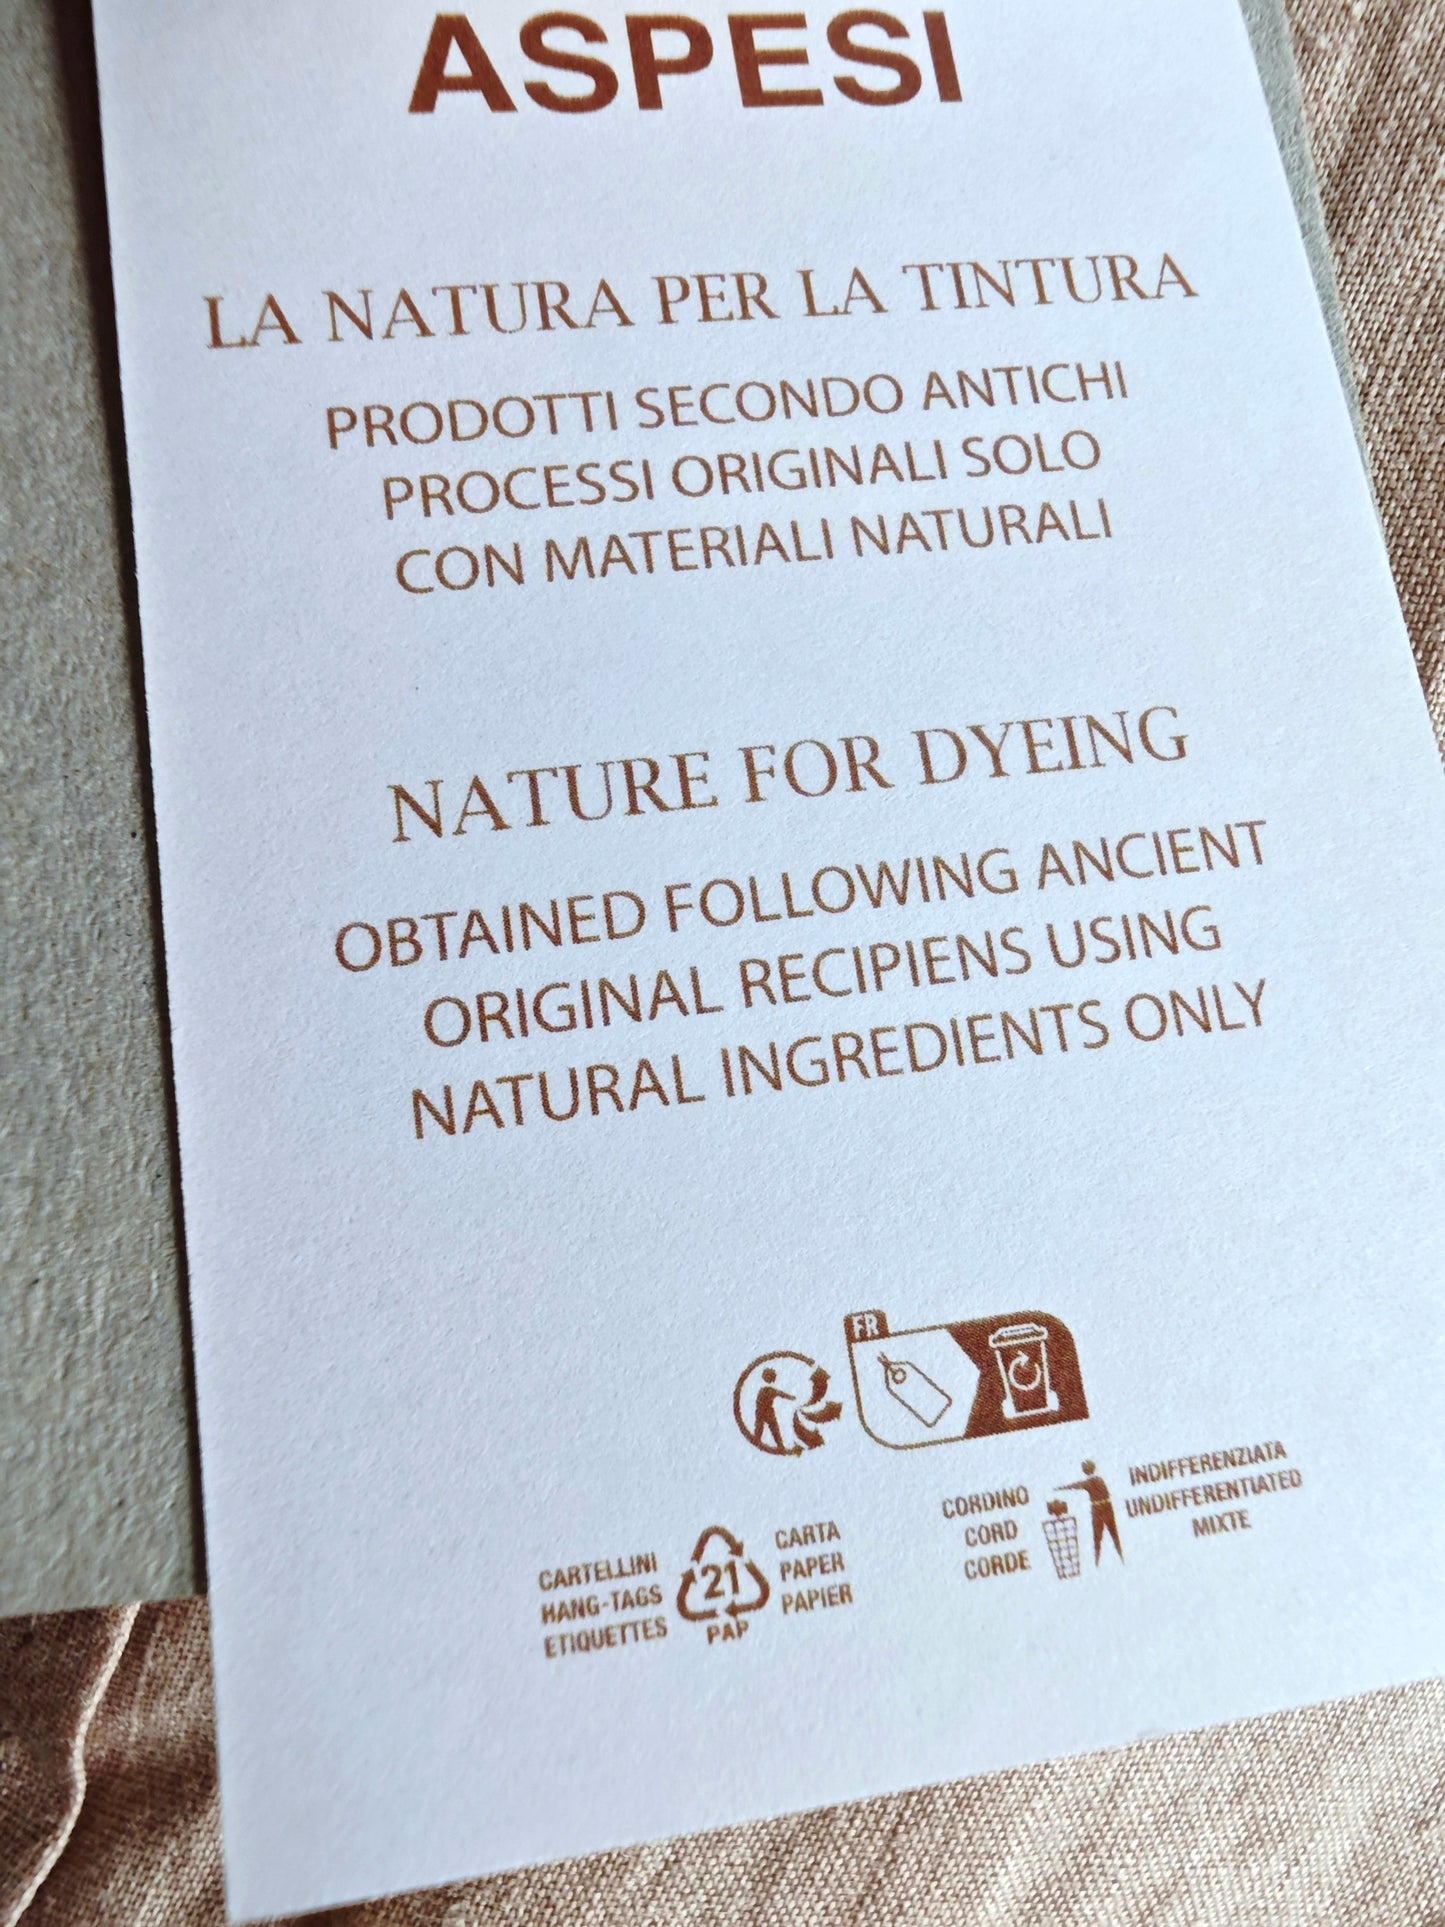 ASPESI
LA NATURA PER LA TINTURA
PRODOTTI SECONDO ANTICHI
PROCESSI ORIGINALI SOLO
CON MATERIALI NATURALI
NATURE FOR DYEING
OBTAINED FOLLOWING ANCIENT
ORIGINAL RECIPIENS USING
NATURAL INGREDIENTS ONLY
FR
CARTELLINI
HANG-TAGS
ETIQUETTES
21
PAP
CARTA
PAPER
PAPIER
CORDINO
CORD
CORDE
INDIFFERENZIATA
UNDIFFERENTIATED
MIXTE